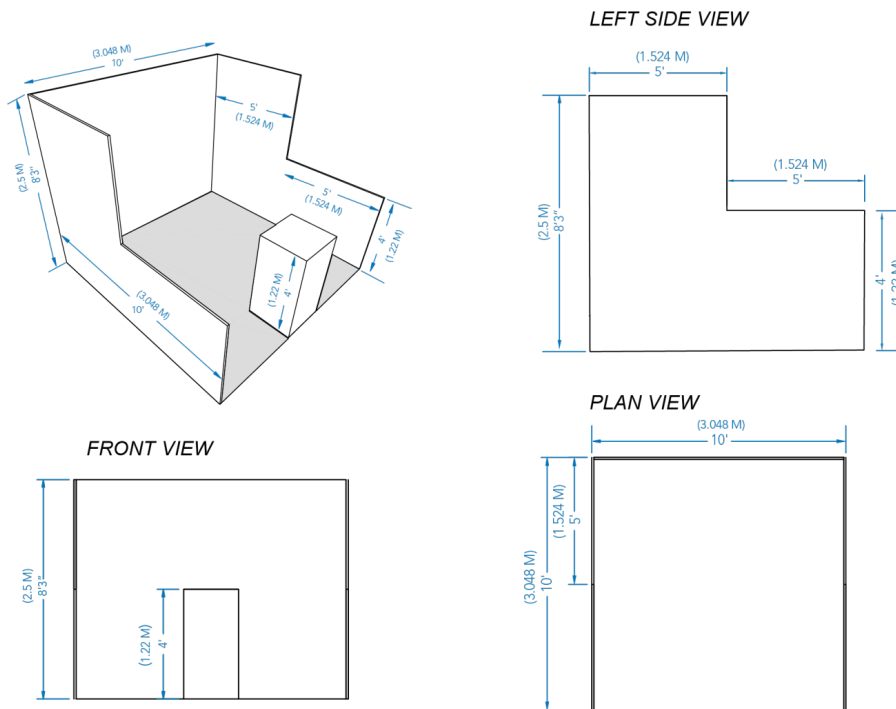 (3.048 M)
10'
5'
(1.524 M)
(2.5 M)
8'3"
5'
(1.524 M)
4'
(1.22 M)
(1.22 M)
4'
(3.048 M)
10'
LEFT SIDE VIEW
(1.524 M)
5'
(1.524 M)
5'
(2.5 M)
8'3"
4'
(1.22 M)
FRONT VIEW
(2.5 M)
8'3"
(1.22 M)
4'
PLAN VIEW
(3.048 M)
10'
(1.524 M)
5'
(3.048 M)
10'